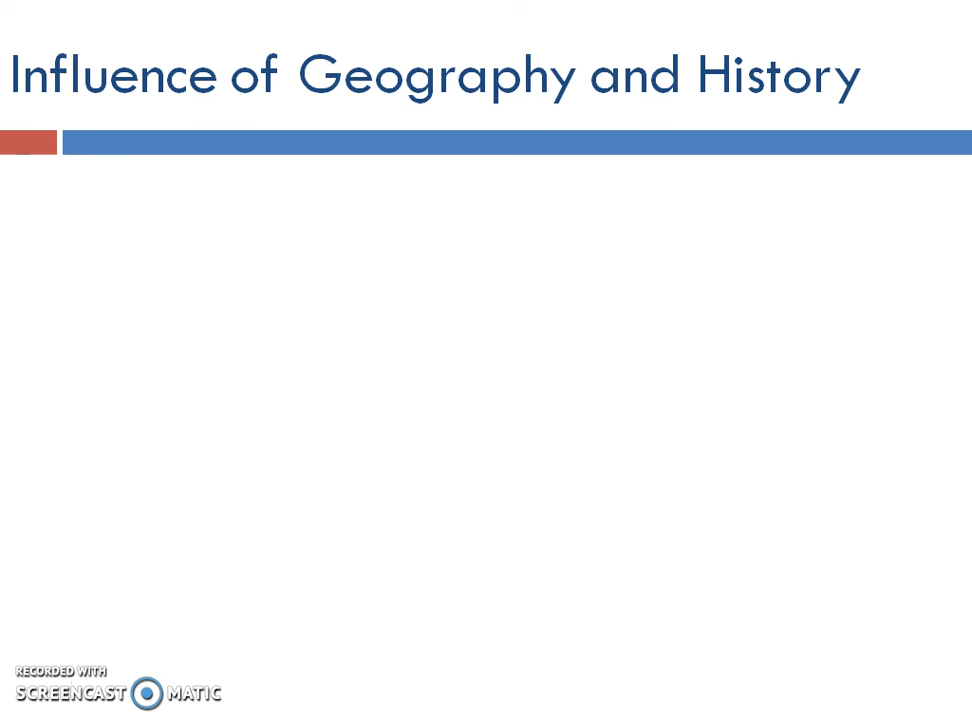 Influence of Geography and History
RECORDED WITH
SCREENCAST MATIC